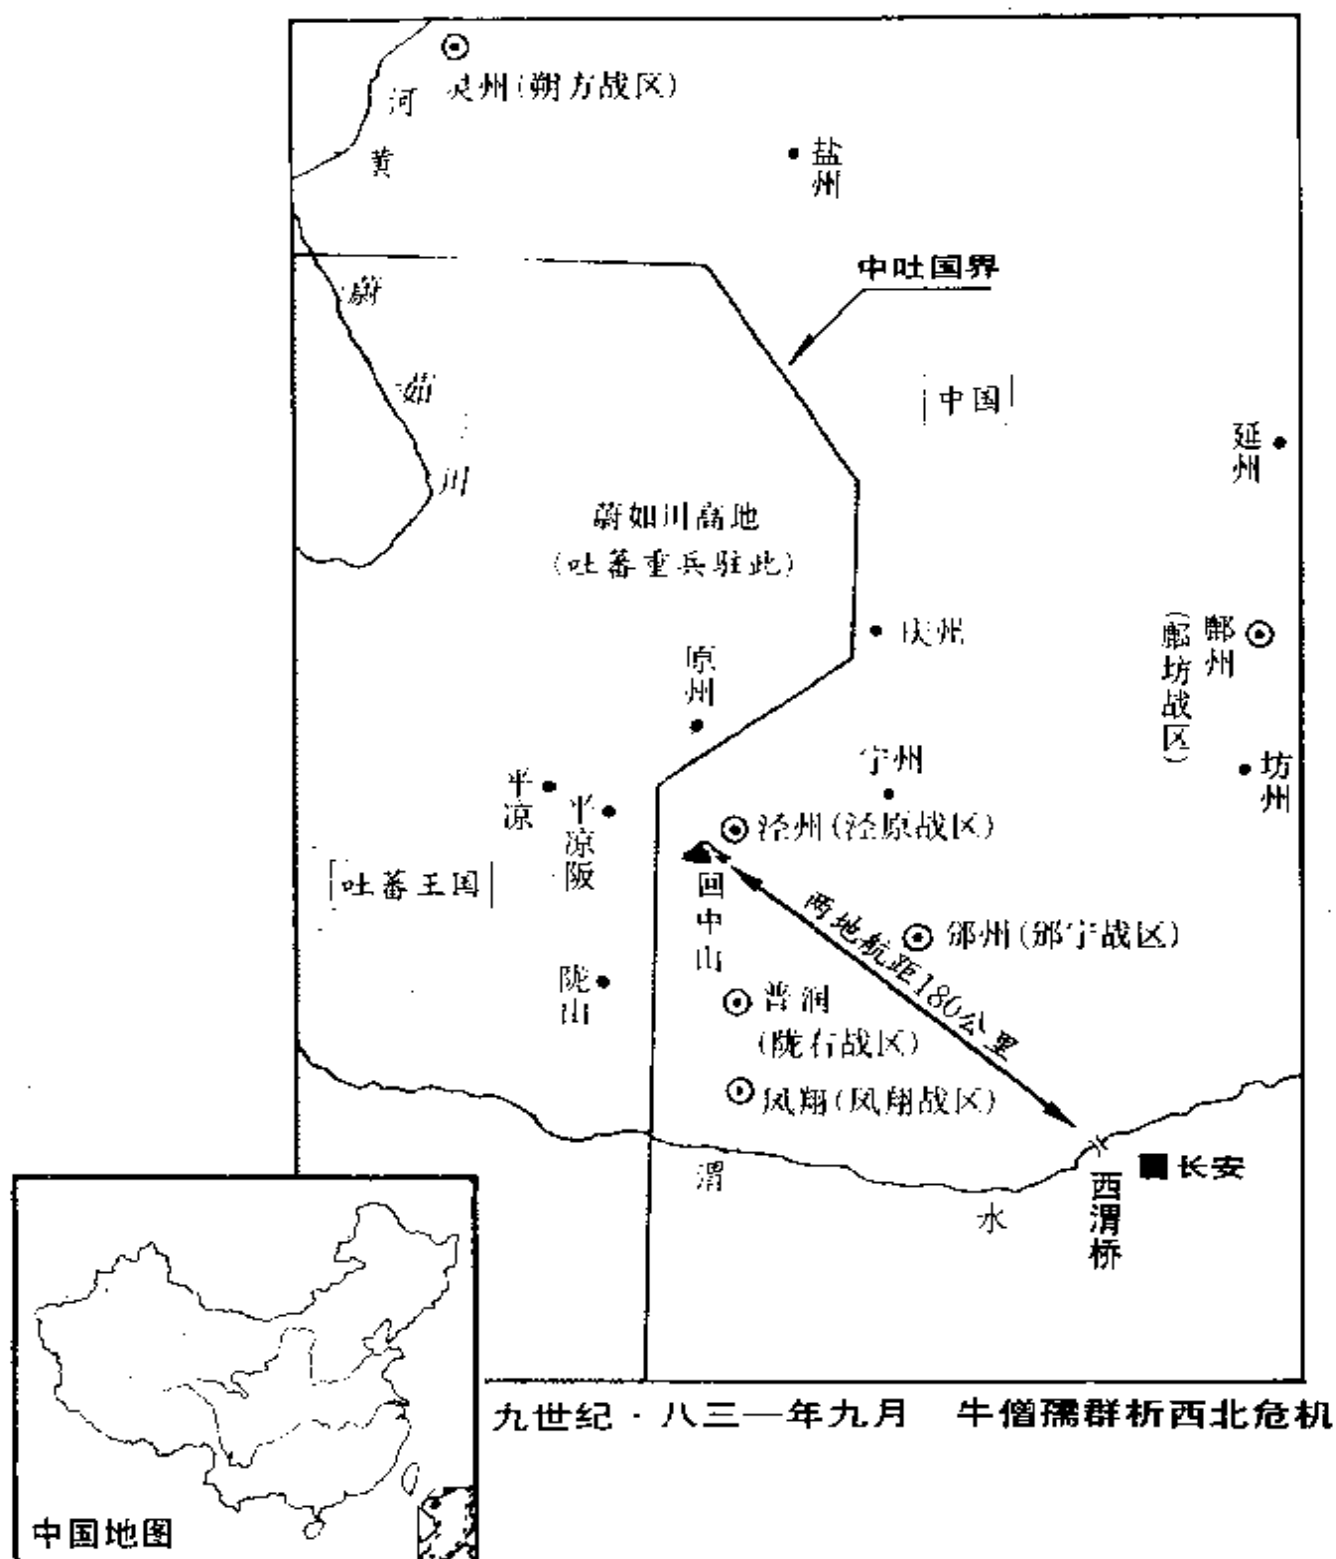 灵州(朔方战区)
河
黄
盐州
中吐国界
蔚
茹
川
中国
延州
蔚如川高地
(吐蕃重兵驻此)
庆州
鄜州
(鄜坊战区)
原州
坊州
宁州
平凉
平凉阪
泾州(泾原战区)
吐蕃王国
回中山
两地航距180公里
邠州(邠宁战区)
陇山
普润
(陇右战区)
凤翔(凤翔战区)
渭
水
西渭桥
长安
九世纪·八三一年九月 牛僧孺群析西北危机
中国地图